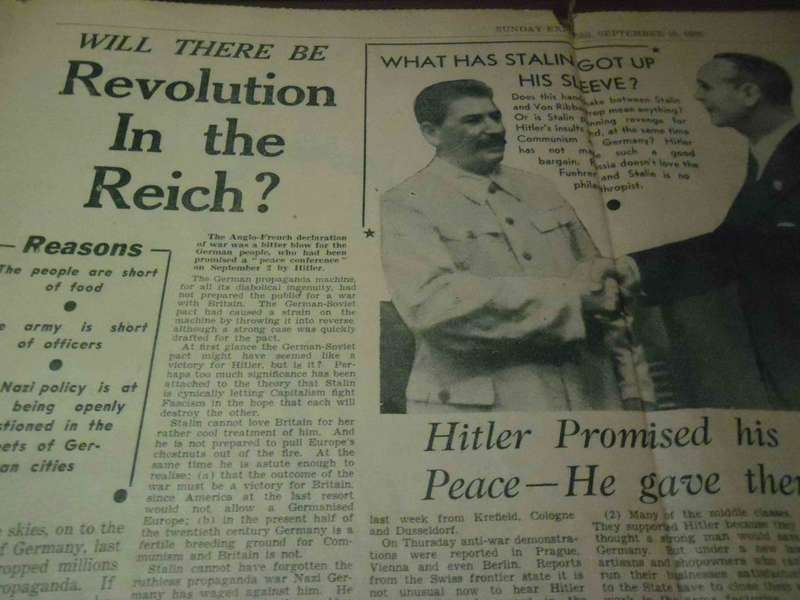 SUNDAY SEPTEMBER
WILL THERE BE
Revolution
In the
Reich?
Reasons
The people are short
of food
army is short
of officers
Nazi policy is at
being openly
in the
of Ger-
cities
skies, on to the
Germany, last
millions
If
The Anglo-French declaration
of war was a bitter blow for the
German people, who had been
promised a "peace conference"
on September 2 by Hitler.
The German propaganda machine,
for all its diabolical ingenuity, had
not prepared the public for a war
with Britain. The German-Soviet
pact had caused a strain on the
machine by throwing it into reverse,
although a strong case was quickly
drafted for the pact.
At first glance the German-Soviet
pact might have seemed like a
victory for Hitler, but is it? Per-
haps too much significance has been
attached to the theory that Stalin
is cynically letting Capitalism fight
Fascism in the hope that each will
destroy the other.
Stalin cannot love Britain for her
rather cool treatment of him. And
he is not prepared to pull Europe's
chestnuts out of the fire. At the
same time he is astute enough to
realise: (a) that the outcome of the
war must be a victory for Britain,
since America at the last resort
would not allow a Germanised
Europe; (b) in the present half of
the twentieth century Germany is a
fertile breeding ground for Com-
munism and Britain is not.
Stalin cannot have forgotten the
ruthless propaganda war Nazi Ger-
many has waged against him. He
WHAT HAS STALIN GOT UP
HIS SLEEVE?
Does this between Stalin
and Von mean anything?
Or is Stalin revenge for
Hitler's insults at the same time
Communism Germany? Hitler
has not such a good
bargain. doesn't love the
Fuehrer and Stalin is no
philanthropist.
Hitler Promised his
Peace—He gave
last week from Krefeld, Cologne
and Dusseldorf.
On Thursday anti-war demonstra-
tions were reported in Prague,
Vienna and even Berlin. Reports
from the Swiss frontier state it is
not unusual now to hear Hitler
(2) Many of the middle classes.
They supported Hitler because they
thought a strong man would
Germany. But under a new
artisans and shopowners who
run their businesses
to the State have to close